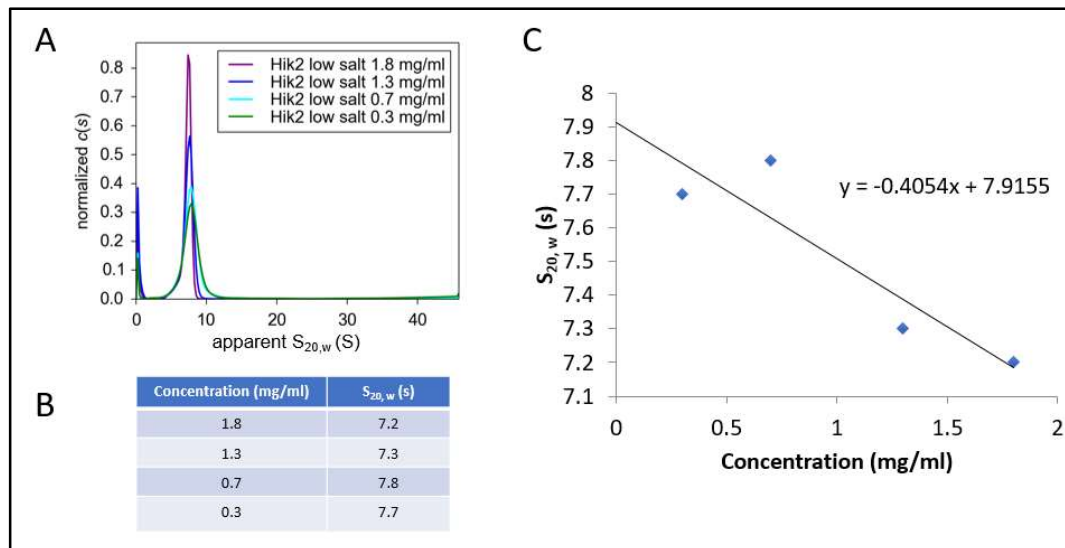 A
normalized c(s)
0.8
0.7
0.6
0.5
0.4
0.3
0.2
0.1
0.0
Hik2 low salt 1.8 mg/ml
Hik2 low salt 1.3 mg/ml
Hik2 low salt 0.7 mg/ml
Hik2 low salt 0.3 mg/ml
0 10 20 30 40
apparent S20,w (S)
B
Concentration (mg/ml) S20, w (s)
1.8 7.2
1.3 7.3
0.7 7.8
0.3 7.7
C
S20, w (s)
8
7.9
7.8
7.7
7.6
7.5
7.4
7.3
7.2
7.1
y = -0.4054x + 7.9155
0 0.5 1 1.5 2
Concentration (mg/ml)